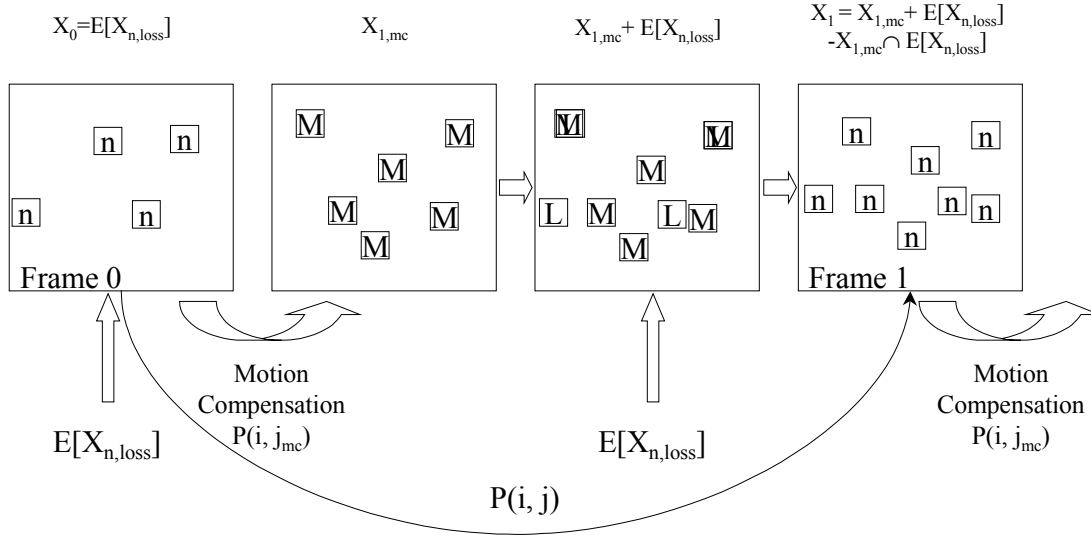 X0=E[Xn,loss]
X1,mc
X1,mc+ E[Xn,loss]
X1 = X1,mc+ E[Xn,loss]
-X1,mc∩ E[Xn,loss]
n
n
n
n
Frame 0
M
M
M
M
M
M
M
M
M
L
M
L
M
M
n
n
n
n
n
n
n
n
Frame 1
Motion
Compensation
P(i, jmc)
Motion
Compensation
P(i, jmc)
E[Xn,loss]
E[Xn,loss]
P(i, j)